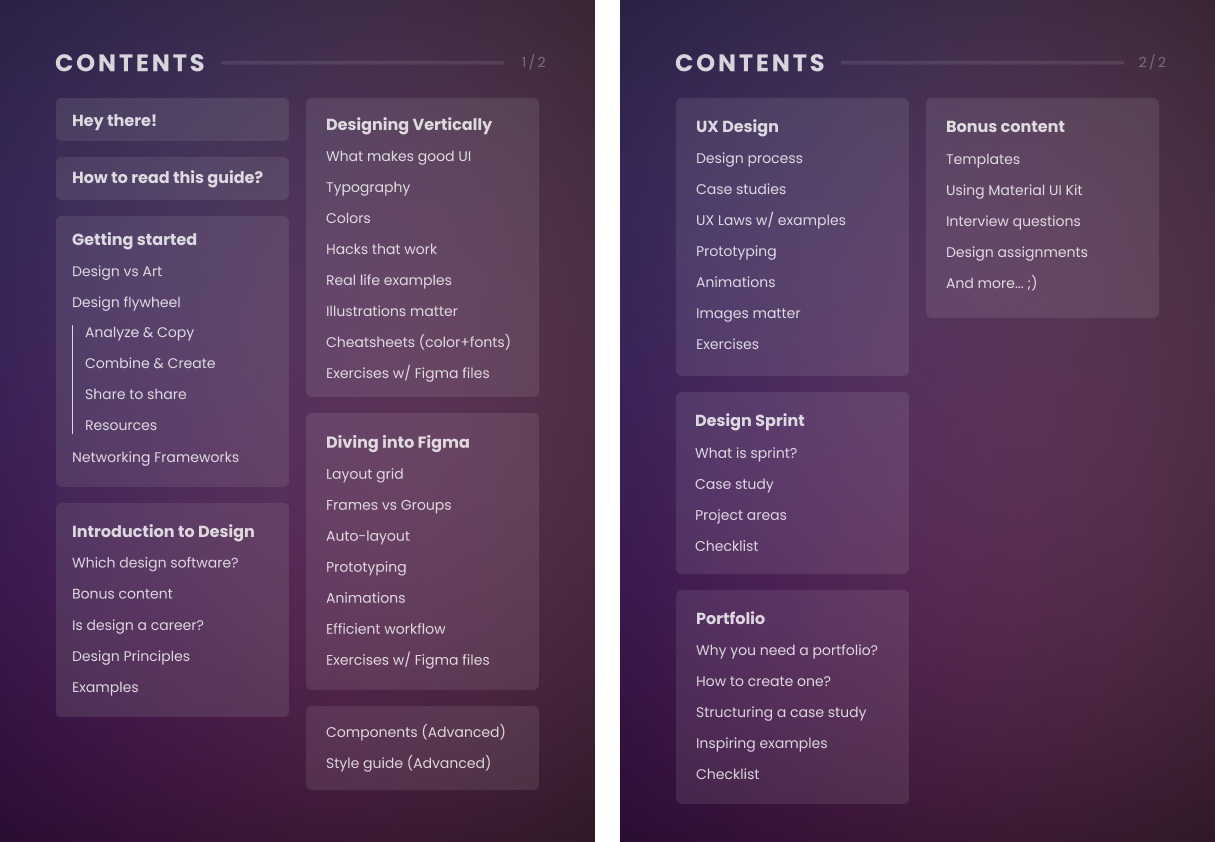 CONTENTS
1/2
Hey there!
How to read this guide?
Getting started
Design vs Art
Design flywheel
Analyze & Copy
Combine & Create
Share to share
Resources
Networking Frameworks
Introduction to Design
Which design software?
Bonus content
Is design a career?
Design Principles
Examples
Designing Vertically
What makes good UI
Typography
Colors
Hacks that work
Real life examples
Illustrations matter
Cheatsheets (color+fonts)
Exercises w/ Figma files
Diving into Figma
Layout grid
Frames vs Groups
Auto-layout
Prototyping
Animations
Efficient workflow
Exercises w/ Figma files
Components (Advanced)
Style guide (Advanced)
CONTENTS
2/2
UX Design
Design process
Case studies
UX Laws w/ examples
Prototyping
Animations
Images matter
Exercises
Design Sprint
What is sprint?
Case study
Project areas
Checklist
Portfolio
Why you need a portfolio?
How to create one?
Structuring a case study
Inspiring examples
Checklist
Bonus content
Templates
Using Material UI Kit
Interview questions
Design assignments
And more... ;)